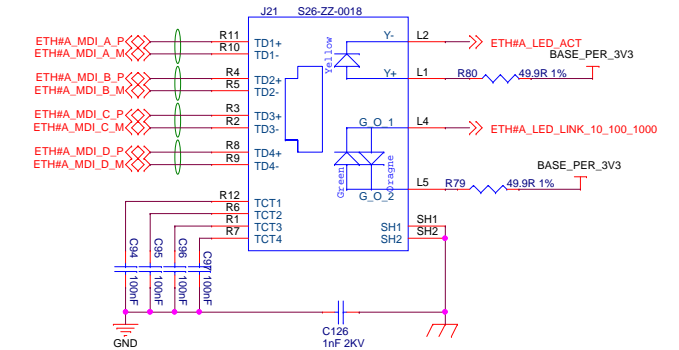 J21 S26-ZZ-0018
ETH#A_MDI_A_P R11 TD1+ Y- L2 ETH#A_LED_ACT
ETH#A_MDI_A_M R10 TD1-
Yellow
BASE_PER_3V3
ETH#A_MDI_B_P R4 TD2+ Y+ L1 R80 49.9R 1%
ETH#A_MDI_B_M R5 TD2-
ETH#A_MDI_C_P R3 TD3+
ETH#A_MDI_C_M R2 TD3- G_O_1 L4 ETH#A_LED_LINK_10_100_1000
ETH#A_MDI_D_P R8 TD4+
ETH#A_MDI_D_M R9 TD4-
Green Oragne
BASE_PER_3V3
G_O_2 L5 R79 49.9R 1%
R12 TCT1
R6 TCT2
R1 TCT3 SH1 SH1
R7 TCT4 SH2 SH2
C94 100nF
C95 100nF
C96 100nF
C97 100nF
GND
C126
1nF 2KV